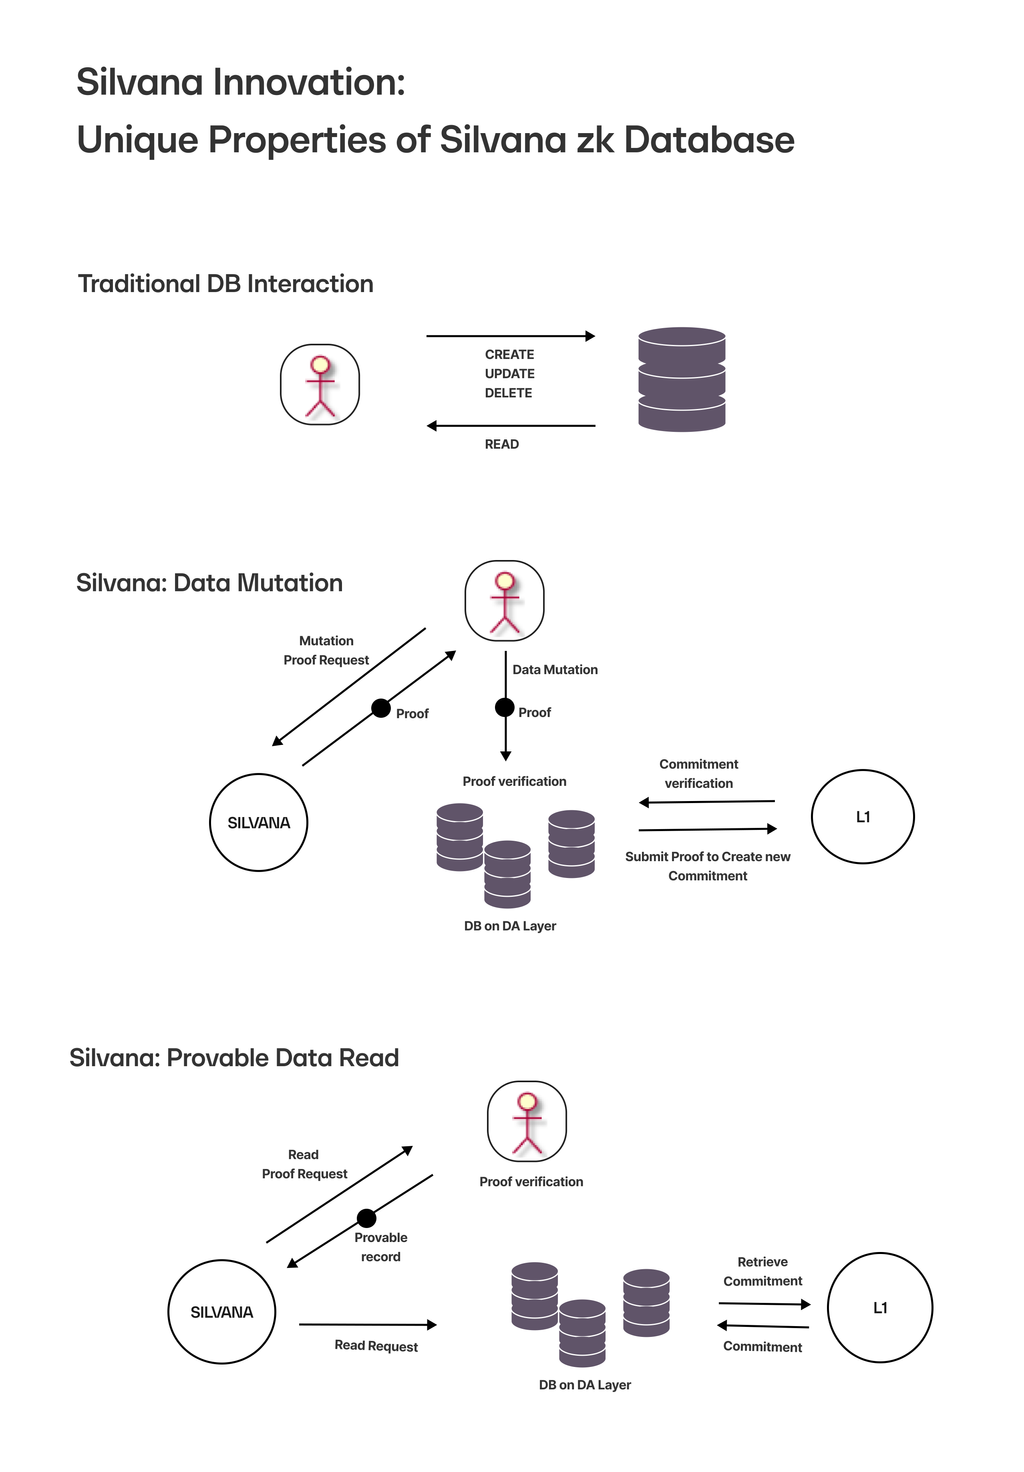 Silvana Innovation:
Unique Properties of Silvana zk Database
Traditional DB Interaction
CREATE
UPDATE
DELETE
READ
Silvana: Data Mutation
Mutation
Proof Request
Data Mutation
Proof
Proof
Proof verification
Commitment
verification
SILVANA
L1
Submit Proof to Create new
Commitment
DB on DA Layer
Silvana: Provable Data Read
Read
Proof Request
Proof verification
Provable
record
Retrieve
Commitment
SILVANA
L1
Read Request
Commitment
DB on DA Layer